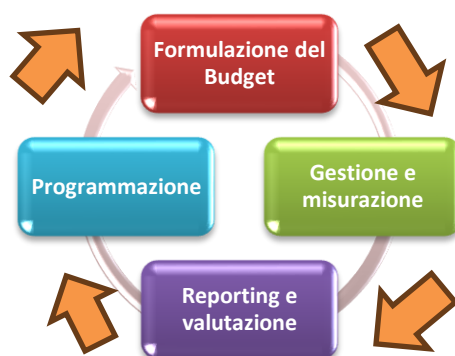 Formulazione del
Budget
Programmazione
Gestione e
misurazione
Reporting e
valutazione